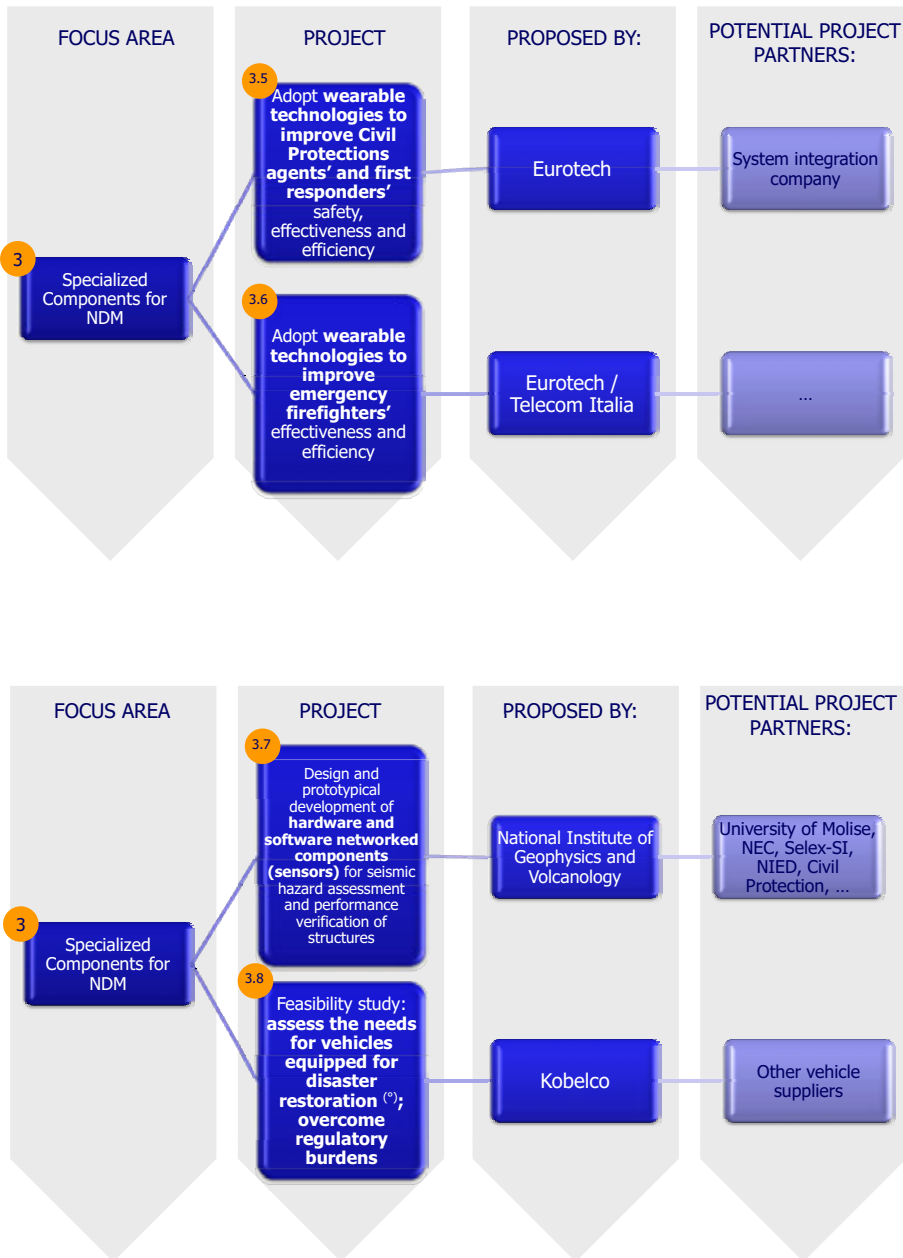 FOCUS AREA
PROJECT
PROPOSED BY:
POTENTIAL PROJECT
PARTNERS:
3.5
Adopt wearable
technologies to
improve Civil
Protections
agents’ and first
responders’
safety,
effectiveness and
efficiency
Eurotech
System integration
company
3
Specialized
Components for
NDM
3.6
Adopt wearable
technologies to
improve
emergency
firefighters’
effectiveness and
efficiency
Eurotech /
Telecom Italia
...
FOCUS AREA
PROJECT
PROPOSED BY:
POTENTIAL PROJECT
PARTNERS:
3.7
Design and
prototypical
development of
hardware and
software networked
components
(sensors) for seismic
hazard assessment
and performance
verification of
structures
National Institute of
Geophysics and
Volcanology
University of Molise,
NEC, Selex-SI,
NIED, Civil
Protection, ...
3
Specialized
Components for
NDM
3.8
Feasibility study:
assess the needs
for vehicles
equipped for
disaster
restoration (°);
overcome
regulatory
burdens
Kobelco
Other vehicle
suppliers